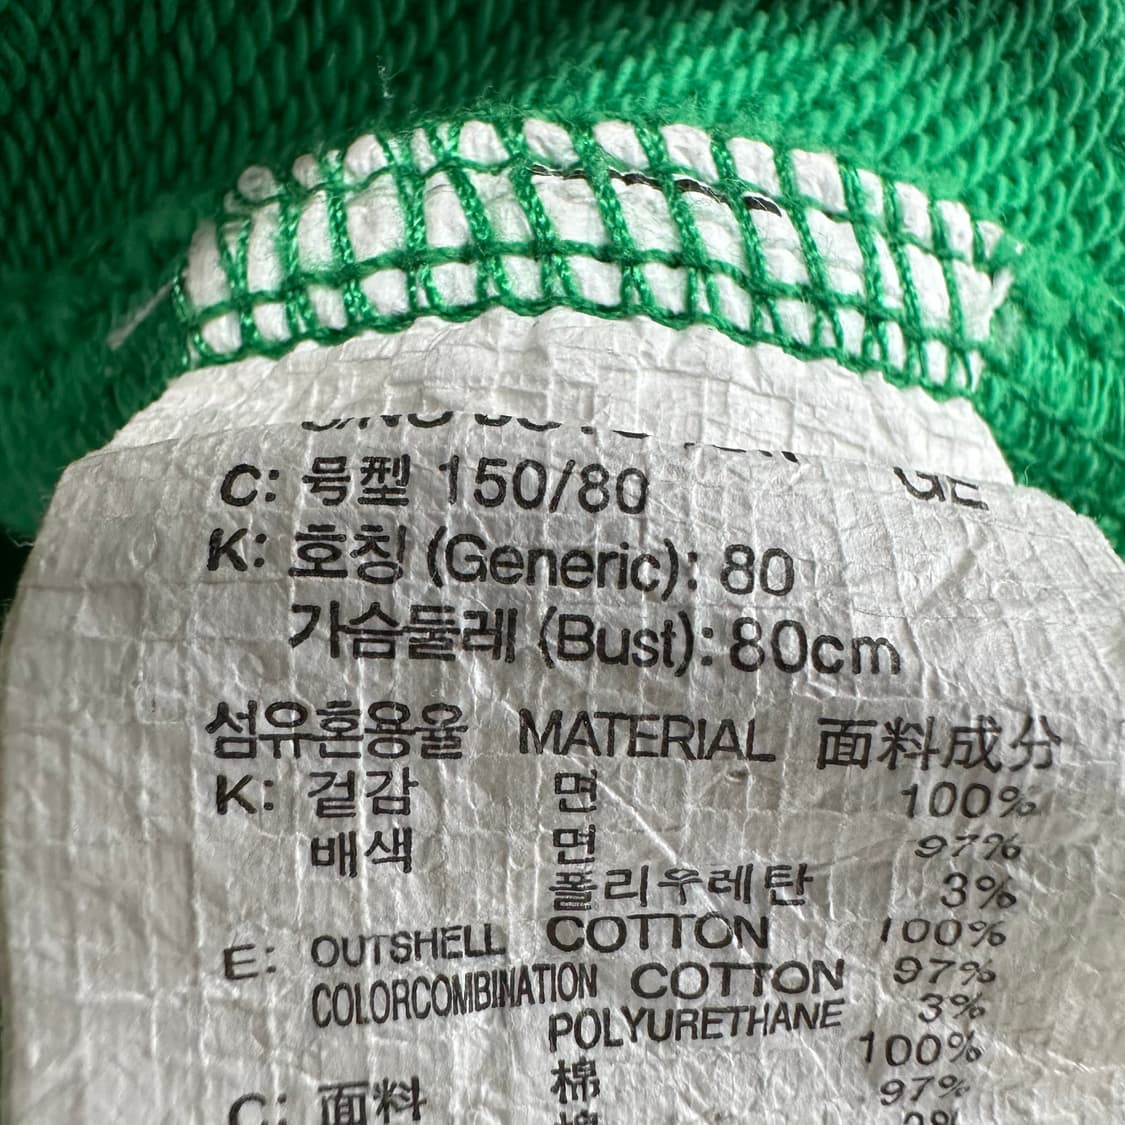 C: 号型 150/80
K: 호칭 (Generic): 80
가슴둘레 (Bust): 80cm
섬유혼용율 MATERIAL 面料成分
K: 겉감 면 100%
배색 면 97%
폴리우레탄 3%
E: OUTSHELL COTTON 100%
COLORCOMBINATION COTTON 97%
POLYURETHANE 3%
C: 面料 棉 100%
97%